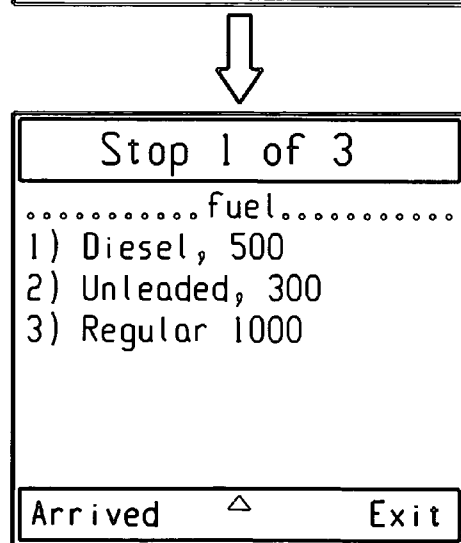 Stop 1 of 3
...........fuel...........
1) Diesel, 500
2) Unleaded, 300
3) Regular 1000
Arrived △ Exit